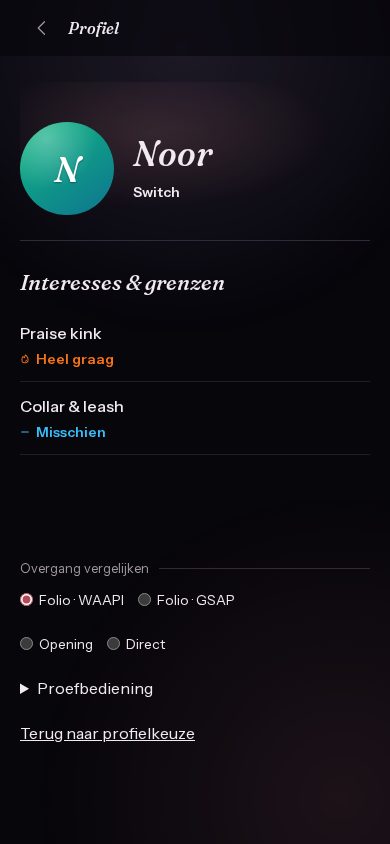 Profiel
N
Noor
Switch
Interesses & grenzen
Praise kink
Heel graag
Collar & leash
Misschien
Overgang vergelijken
Folio · WAAPI Folio · GSAP
Opening Direct
Proefbediening
Terug naar profielkeuze